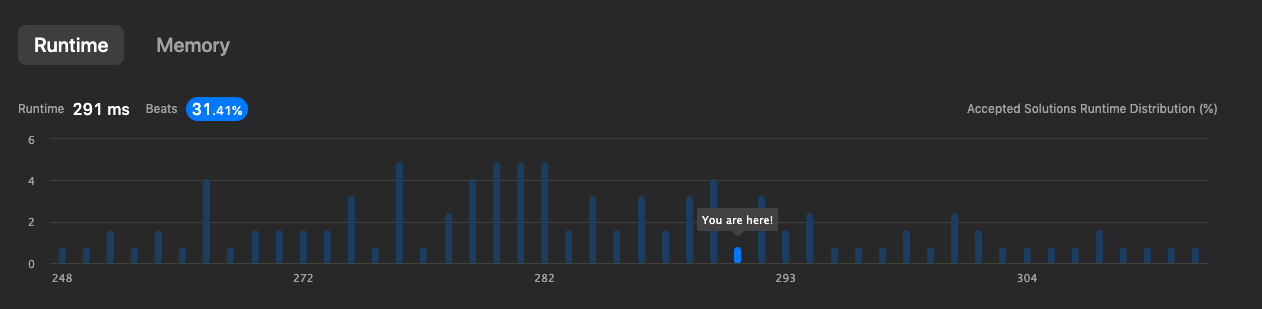 Runtime Memory
Runtime 291 ms Beats 31.41% Accepted Solutions Runtime Distribution (%)
6
4
2
You are here!
0
248 272 282 293 304